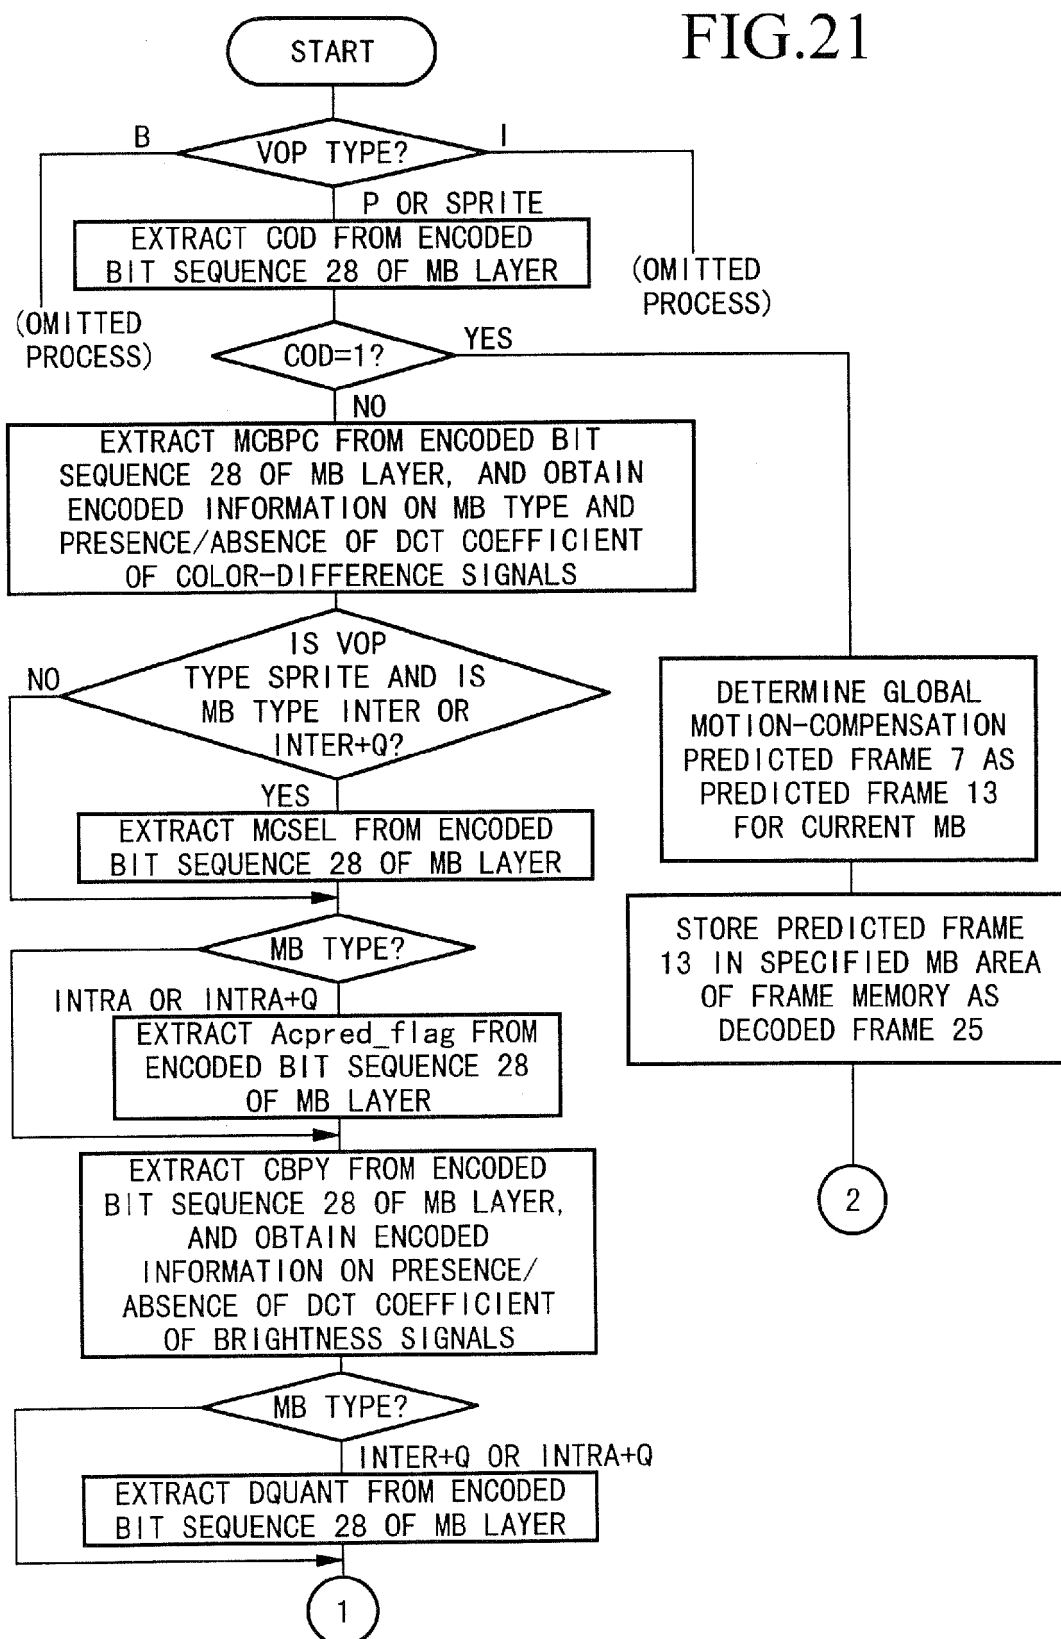 FIG.21
START
B
VOP TYPE?
I
P OR SPRITE
EXTRACT COD FROM ENCODED
BIT SEQUENCE 28 OF MB LAYER
(OMITTED
PROCESS)
(OMITTED
PROCESS)
COD=1?
YES
NO
EXTRACT MCBPC FROM ENCODED BIT
SEQUENCE 28 OF MB LAYER, AND OBTAIN
ENCODED INFORMATION ON MB TYPE AND
PRESENCE/ABSENCE OF DCT COEFFICIENT
OF COLOR-DIFFERENCE SIGNALS
IS VOP
TYPE SPRITE AND IS
MB TYPE INTER OR
INTER+Q?
NO
YES
EXTRACT MCSEL FROM ENCODED
BIT SEQUENCE 28 OF MB LAYER
MB TYPE?
INTRA OR INTRA+Q
EXTRACT Acpred_flag FROM
ENCODED BIT SEQUENCE 28
OF MB LAYER
EXTRACT CBPY FROM ENCODED
BIT SEQUENCE 28 OF MB LAYER,
AND OBTAIN ENCODED
INFORMATION ON PRESENCE/
ABSENCE OF DCT COEFFICIENT
OF BRIGHTNESS SIGNALS
MB TYPE?
INTER+Q OR INTRA+Q
EXTRACT DQUANT FROM ENCODED
BIT SEQUENCE 28 OF MB LAYER
1
DETERMINE GLOBAL
MOTION-COMPENSATION
PREDICTED FRAME 7 AS
PREDICTED FRAME 13
FOR CURRENT MB
STORE PREDICTED FRAME
13 IN SPECIFIED MB AREA
OF FRAME MEMORY AS
DECODED FRAME 25
2